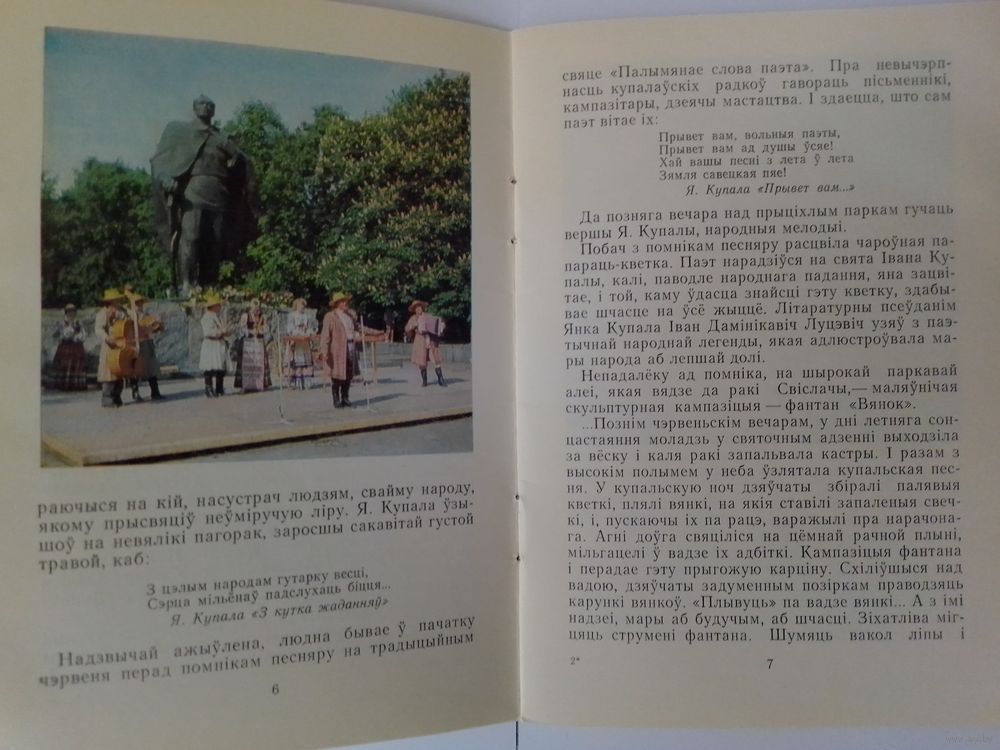 раючыся на кій, насустрач людзям, свайму народу,
якому прысвяціў неўміручую ліру. Я. Купала ўзы-
шоў на невялікі пагорак, зарослы сакавітай густой
травой, каб:
З цэлым народам гутарку весці,
Сэрца мільёнаў падслухаць біцця...
Я. Купала «З кутка жаданняў»
Надзвычай ажыўлена, людна бывае ў пачатку
чэрвеня перад помнікам песняру на традыцыйным
6
свяце «Палымянае слова паэта». Пра невычэрп-
насць купалаўскіх радкоў гавораць пісьменнікі,
кампазітары, дзеячы мастацтва. І здаецца, што сам
паэт вітае іх:
Прывет вам, вольныя паэты,
Прывет вам ад душы ўсяе!
Хай вашы песні з лета ў лета
Зямля савецкая пяе!
Я. Купала «Прывет вам...»
Да позняга вечара над прыціхлым паркам гучаць
вершы Я. Купалы, народныя мелодыі.
Побач з помнікам песняру расцвіла чароўная па-
параць-кветка. Паэт нарадзіўся на свята Івана Ку-
палы, калі, паводле народнага падання, яна зацві-
тае, і той, каму ўдасца знайсці гэту кветку, здабы-
вае шчасце на ўсё жыццё. Літаратурны псеўданім
Янка Купала Іван Дамінікавіч Луцэвіч узяў з паэ-
тычнай народнай легенды, якая адлюстроўвала ма-
ры народа аб лепшай долі.
Непадалёку ад помніка, на шырокай паркавай
алеі, якая вядзе да ракі Свіслачы,— маляўнічая
скульптурная кампазіцыя — фантан «Вянок».
...Познім чэрвеньскім вечарам, у дні летняга сон-
цастаяння моладзь у святочным адзенні выходзіла
за вёску і каля ракі запальвала кастры. І разам з
высокім полымем у неба ўзлятала купальская пес-
ня. У купальскую ноч дзяўчаты збіралі палявыя
кветкі, плялі вянкі, на якія ставілі запаленыя свеч-
кі, і, пускаючы іх па рацэ, варажылі пра нарачона-
га. Агні доўга свяціліся на цёмнай рачной плыні,
мільгацелі ў вадзе іх адбіткі. Кампазіцыя фантана
і перадае гэту прыгожую карціну. Схіліўшыся над
вадою, дзяўчаты задуменным позіркам праводзяць
карункі вянкоў. «Плывуць» па вадзе вянкі... А з імі
надзеі, мары аб будучым, аб шчасці. Зіхатліва міг-
цяць струмені фантана. Шумяць вакол ліпы і
2*
7